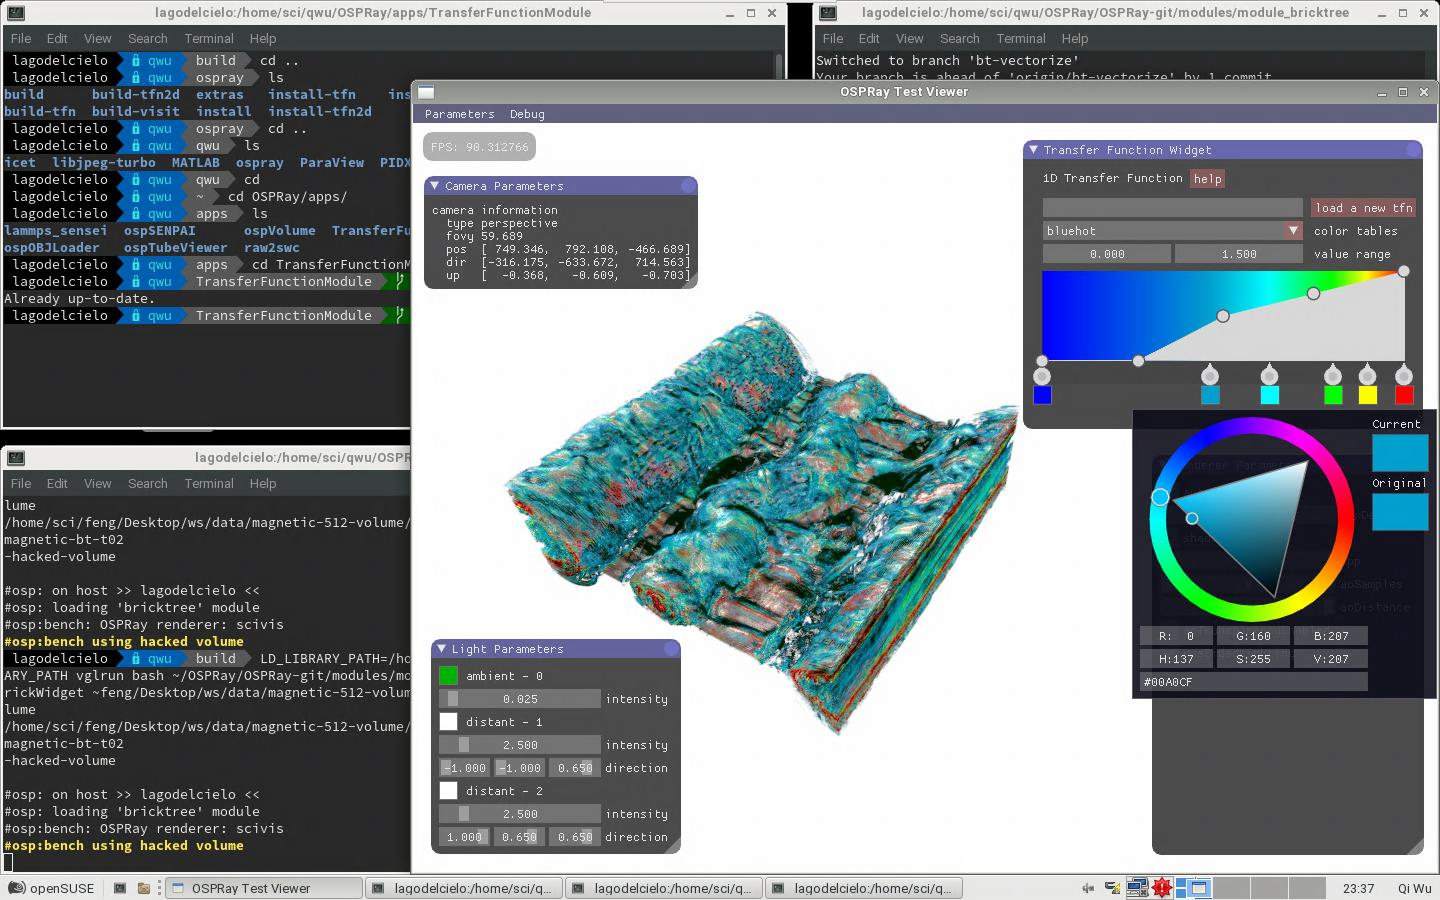 lagodelcielo:/home/sci/qwu/OSPRay/apps/TransferFunctionModule
File Edit View Search Terminal Help
lagodelcielo qwu build cd ..
lagodelcielo qwu ospray ls
build build-tfn2d extras install-tfn ins
build-tfn build-visit install install-tfn2d
lagodelcielo qwu ospray cd ..
lagodelcielo qwu qwu ls
icet libjpeg-turbo MATLAB ospray ParaView PIDX
lagodelcielo qwu qwu cd
lagodelcielo qwu ~ cd OSPRay/apps/
lagodelcielo qwu apps ls
lammps_sensei ospSENPAI ospVolume TransferFu
ospOBJLoader ospTubeViewer raw2swc
lagodelcielo qwu apps cd TransferFunctionM
lagodelcielo qwu TransferFunctionModule
Already up-to-date.
lagodelcielo qwu TransferFunctionModule
lagodelcielo:/home/sci/qwu/OSPRay/OSPRay-git/modules/module_bricktree
File Edit View Search Terminal Help
Switched to branch 'bt-vectorize'
Your branch is ahead of 'origin/bt-vectorize' by 1 commit
lagodelcielo:/home/sci/qwu/OSPR
File Edit View Search Terminal Help
lume
/home/sci/feng/Desktop/ws/data/magnetic-512-volume/
magnetic-bt-t02
-hacked-volume
#osp: on host >> lagodelcielo <<
#osp: loading 'bricktree' module
#osp:bench: OSPRay renderer: scivis
#osp:bench using hacked volume
lagodelcielo qwu build LD_LIBRARY_PATH=/ho
ARY_PATH vglrun bash ~/OSPRay/OSPRay-git/modules/mo
rickWidget ~feng/Desktop/ws/data/magnetic-512-volum
lume
/home/sci/feng/Desktop/ws/data/magnetic-512-volume/
magnetic-bt-t02
-hacked-volume
#osp: on host >> lagodelcielo <<
#osp: loading 'bricktree' module
#osp:bench: OSPRay renderer: scivis
#osp:bench using hacked volume
OSPRay Test Viewer
Parameters Debug
FPS: 90.312766
Camera Parameters
camera information
type perspective
fovy 59.689
pos [ 749.346, 792.108, -466.689]
dir [-316.175, -633.672, 714.563]
up [ -0.368, -0.609, -0.703]
Transfer Function Widget
1D Transfer Function help
load a new tfn
bluehot color tables
0.000 1.500 value range
Current
Original
aoSamples
aoDistance
R: 0 G:160 B:207
H:137 S:255 V:207
#00A0CF
Light Parameters
ambient - 0
0.025 intensity
distant - 1
2.500 intensity
-1.000 -1.000 0.650 direction
distant - 2
2.500 intensity
1.000 0.650 0.650 direction
openSUSE OSPRay Test Viewer lagodelcielo:/home/sci/q... lagodelcielo:/home/sci/q... lagodelcielo:/home/sci/q... 23:37 Qi Wu